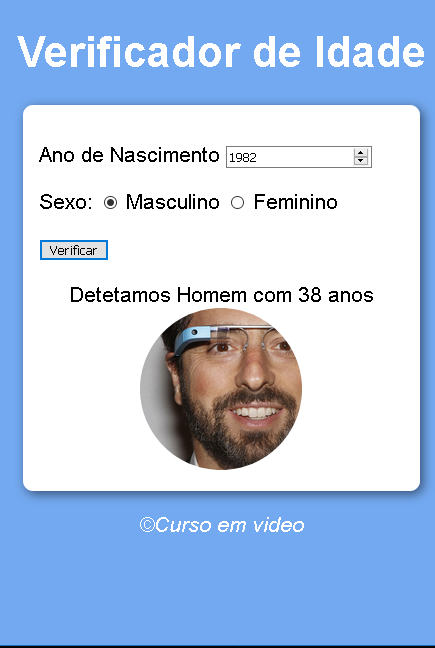 Verificador de Idade
Ano de Nascimento 1982
Sexo: Masculino Feminino
Verificar
Detetamos Homem com 38 anos
©Curso em video